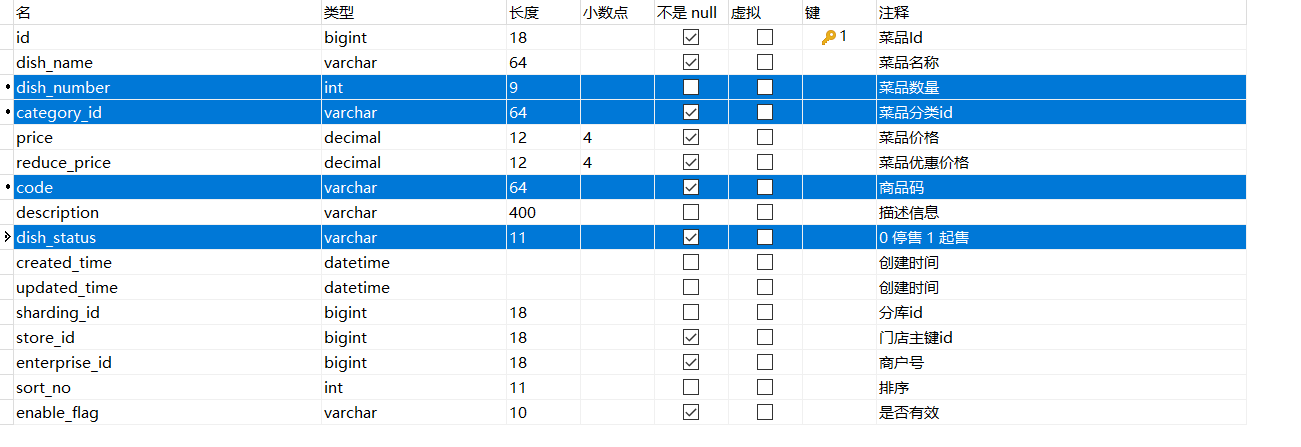 名 类型 长度 小数点 不是 null 虚拟 键 注释
id bigint 18 1 菜品Id
dish_name varchar 64 菜品名称
dish_number int 9 菜品数量
category_id varchar 64 菜品分类id
price decimal 12 4 菜品价格
reduce_price decimal 12 4 菜品优惠价格
code varchar 64 商品码
description varchar 400 描述信息
dish_status varchar 11 0 停售 1 起售
created_time datetime 创建时间
updated_time datetime 创建时间
sharding_id bigint 18 分库id
store_id bigint 18 门店主键id
enterprise_id bigint 18 商户号
sort_no int 11 排序
enable_flag varchar 10 是否有效